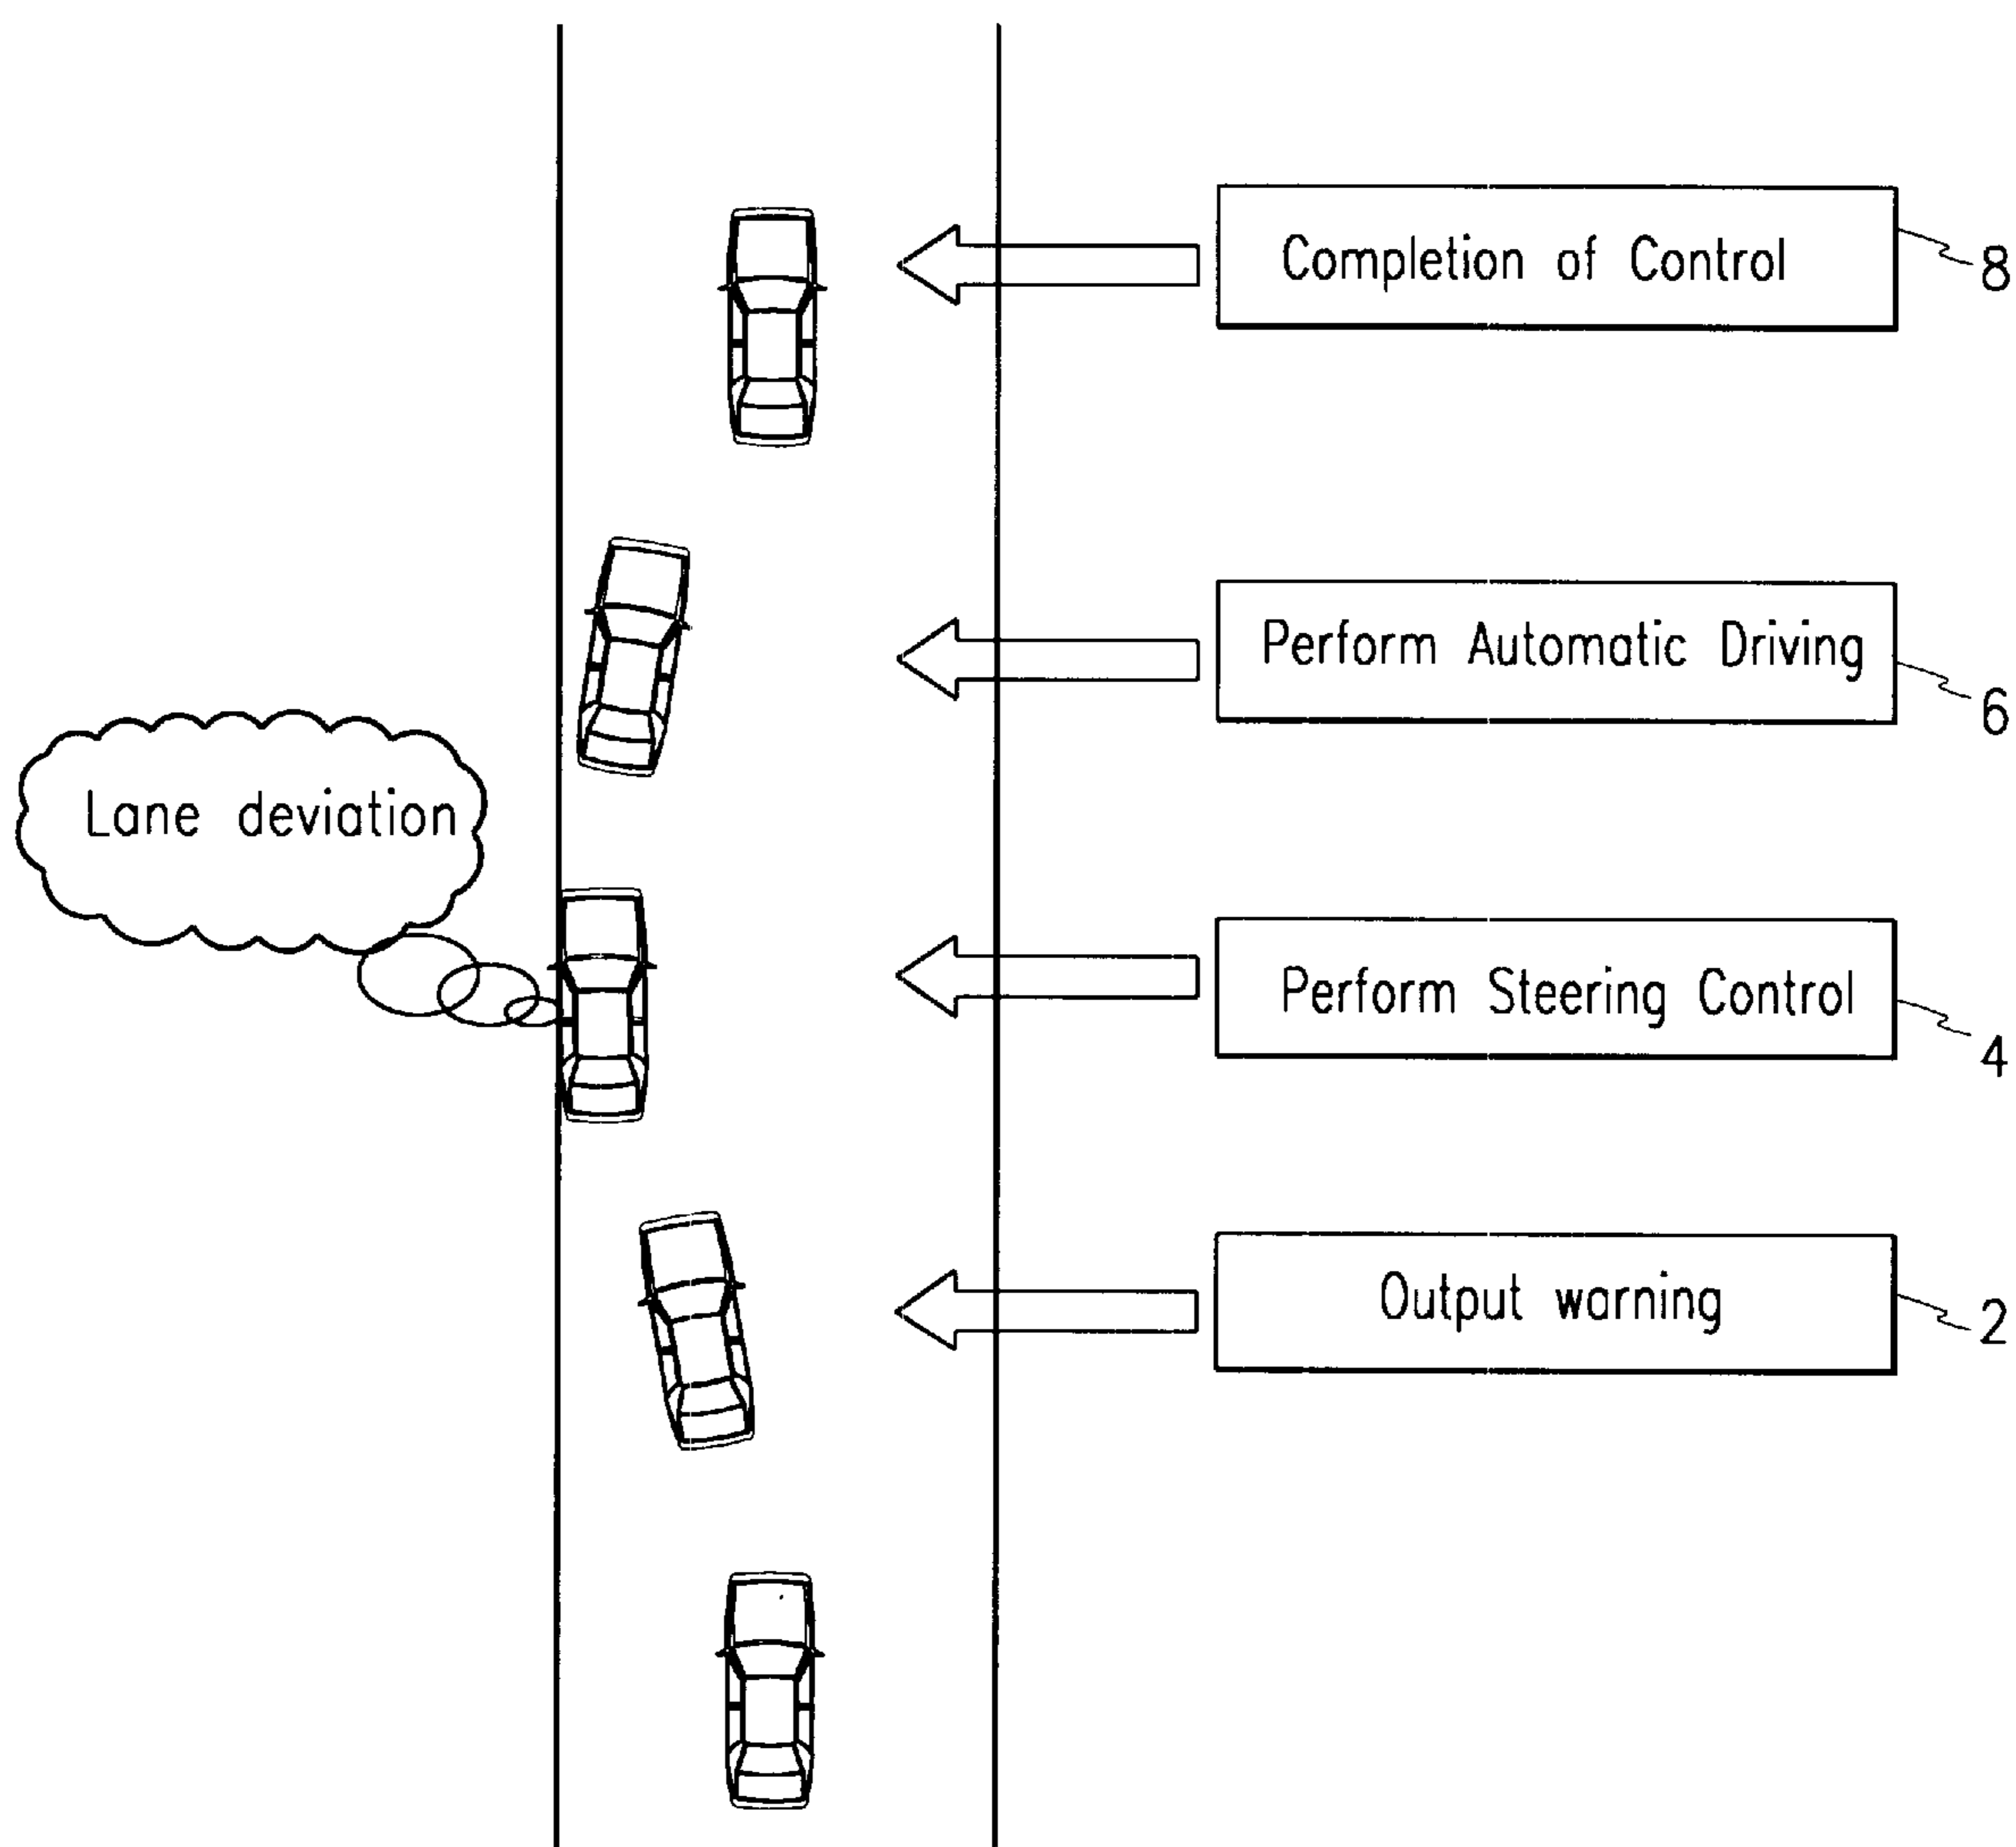 Completion of Control
8
Perform Automatic Driving
6
Lane deviation
Perform Steering Control
4
Output warning
2